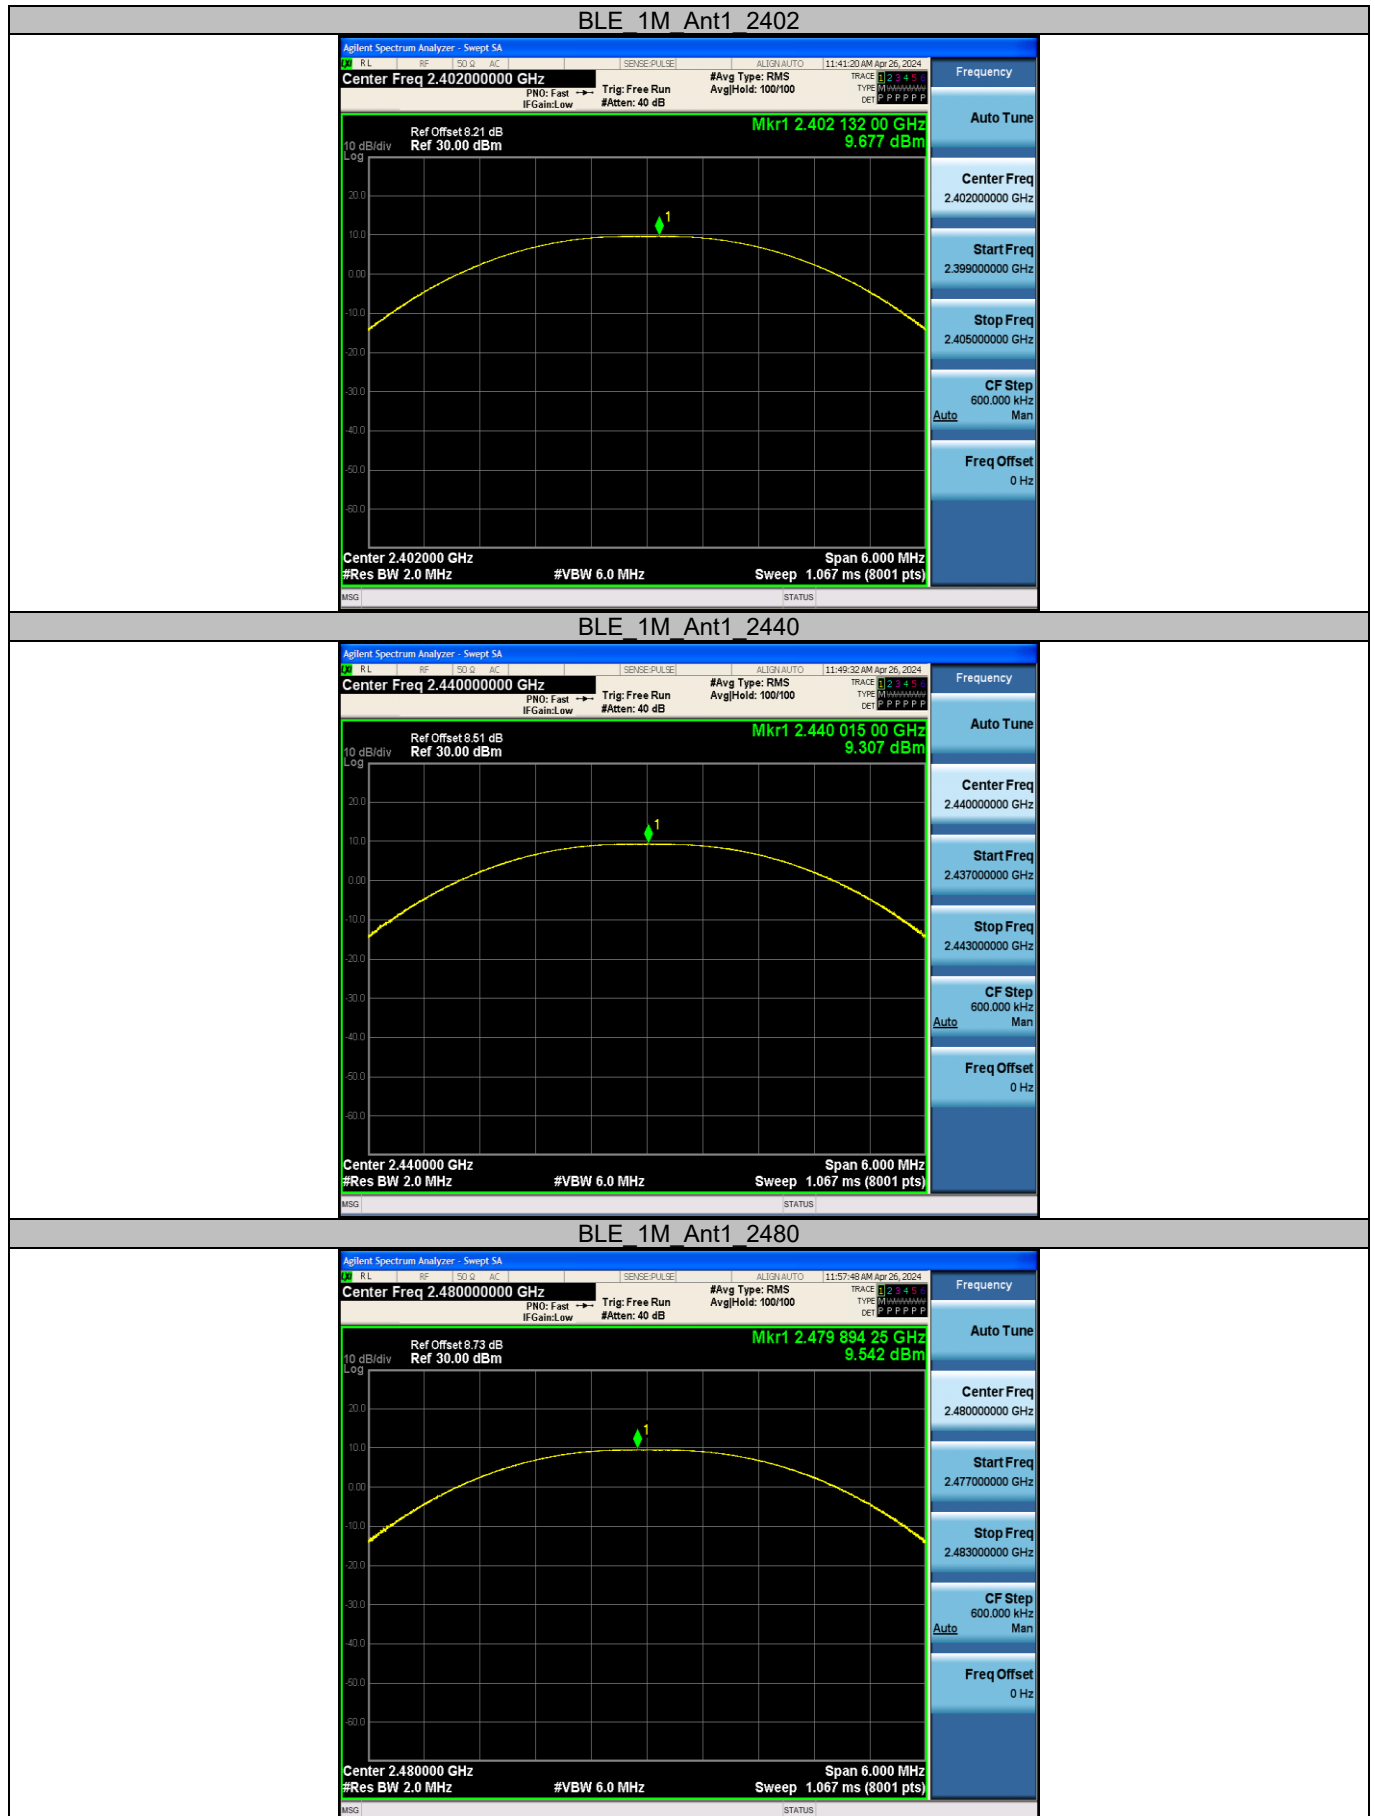 BLE_1M_Ant1_2402
Agilent Spectrum Analyzer - Swept SA
RL RF 50 Ω AC SENSE:PULSE ALIGN AUTO 11:41:20 AM Apr 26, 2024
Center Freq 2.402000000 GHz
PNO: Fast
IFGain:Low
Trig: Free Run
#Atten: 40 dB
#Avg Type: RMS
Avg|Hold: 100/100
TRACE 1 2 3 4 5 6
TYPE M
DET P P P P P P
Mkr1 2.402 132 00 GHz
9.677 dBm
Ref Offset 8.21 dB
10 dB/div Ref 30.00 dBm
Log
20.0
1
10.0
0.00
-10.0
-20.0
-30.0
-40.0
-50.0
-60.0
Center 2.402000 GHz Span 6.000 MHz
#Res BW 2.0 MHz #VBW 6.0 MHz Sweep 1.067 ms (8001 pts)
MSG STATUS
Frequency
Auto Tune
Center Freq
2.402000000 GHz
Start Freq
2.399000000 GHz
Stop Freq
2.405000000 GHz
CF Step
600.000 kHz
Auto Man
Freq Offset
0 Hz
BLE_1M_Ant1_2440
Agilent Spectrum Analyzer - Swept SA
RL RF 50 Ω AC SENSE:PULSE ALIGN AUTO 11:49:32 AM Apr 26, 2024
Center Freq 2.440000000 GHz
PNO: Fast
IFGain:Low
Trig: Free Run
#Atten: 40 dB
#Avg Type: RMS
Avg|Hold: 100/100
TRACE 1 2 3 4 5 6
TYPE M
DET P P P P P P
Mkr1 2.440 015 00 GHz
9.307 dBm
Ref Offset 8.51 dB
10 dB/div Ref 30.00 dBm
Log
20.0
1
10.0
0.00
-10.0
-20.0
-30.0
-40.0
-50.0
-60.0
Center 2.440000 GHz Span 6.000 MHz
#Res BW 2.0 MHz #VBW 6.0 MHz Sweep 1.067 ms (8001 pts)
MSG STATUS
Frequency
Auto Tune
Center Freq
2.440000000 GHz
Start Freq
2.437000000 GHz
Stop Freq
2.443000000 GHz
CF Step
600.000 kHz
Auto Man
Freq Offset
0 Hz
BLE_1M_Ant1_2480
Agilent Spectrum Analyzer - Swept SA
RL RF 50 Ω AC SENSE:PULSE ALIGN AUTO 11:57:48 AM Apr 26, 2024
Center Freq 2.480000000 GHz
PNO: Fast
IFGain:Low
Trig: Free Run
#Atten: 40 dB
#Avg Type: RMS
Avg|Hold: 100/100
TRACE 1 2 3 4 5 6
TYPE M
DET P P P P P P
Mkr1 2.479 894 25 GHz
9.542 dBm
Ref Offset 8.73 dB
10 dB/div Ref 30.00 dBm
Log
20.0
1
10.0
0.00
-10.0
-20.0
-30.0
-40.0
-50.0
-60.0
Center 2.480000 GHz Span 6.000 MHz
#Res BW 2.0 MHz #VBW 6.0 MHz Sweep 1.067 ms (8001 pts)
MSG STATUS
Frequency
Auto Tune
Center Freq
2.480000000 GHz
Start Freq
2.477000000 GHz
Stop Freq
2.483000000 GHz
CF Step
600.000 kHz
Auto Man
Freq Offset
0 Hz